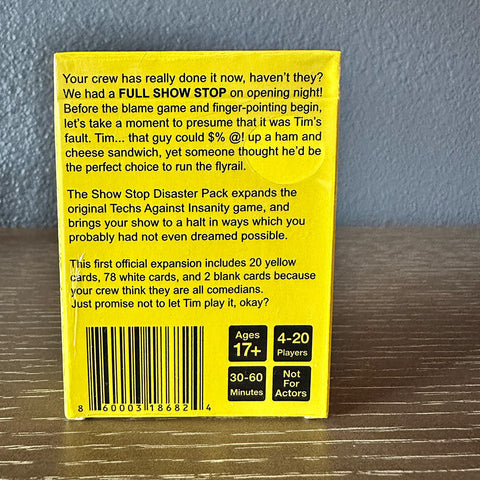 Your crew has really done it now, haven't they?
We had a FULL SHOW STOP on opening night!
Before the blame game and finger-pointing begin,
let's take a moment to presume that it was Tim's
fault. Tim... that guy could $% @! up a ham and
cheese sandwich, yet someone thought he'd be
the perfect choice to run the flyrail.
The Show Stop Disaster Pack expands the
original Techs Against Insanity game, and
brings your show to a halt in ways which you
probably had not even dreamed possible.
This first official expansion includes 20 yellow
cards, 78 white cards, and 2 blank cards because
your crew think they are all comedians.
Just promise not to let Tim play it, okay?
Ages
17+
4-20
Players
30-60
Minutes
Not
For
Actors
8 60003 18682 4